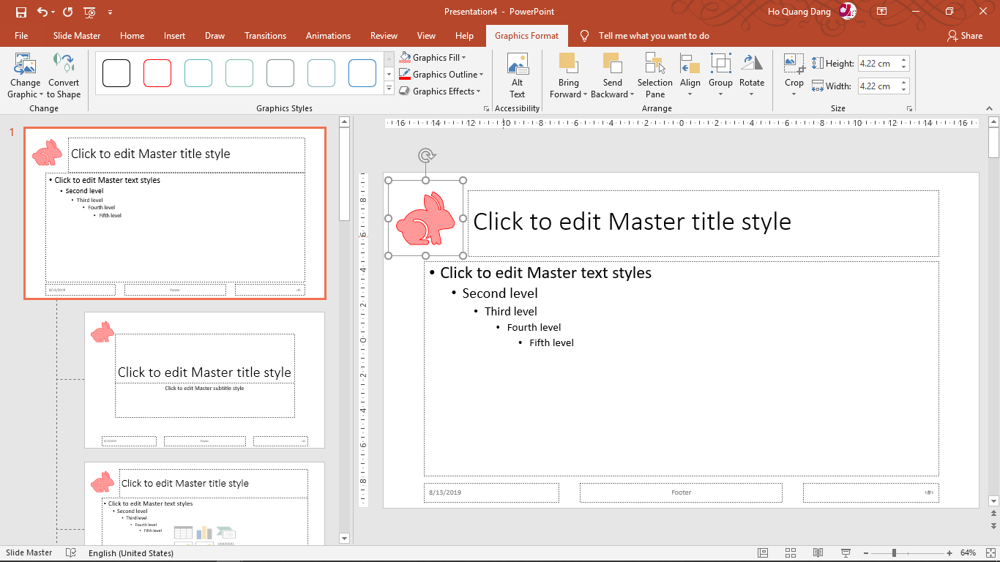 Presentation4 - PowerPoint
Ho Quang Dang
File Slide Master Home Insert Draw Transitions Animations Review View Help Graphics Format Tell me what you want to do Share
Change Graphic
Convert to Shape
Change
Graphics Fill
Graphics Outline
Graphics Effects
Graphics Styles
Alt Text
Accessibility
Bring Forward
Send Backward
Selection Pane
Align
Group
Rotate
Arrange
Crop
Height: 4.22 cm
Width: 4.22 cm
Size
1
Click to edit Master title style
• Click to edit Master text styles
• Second level
• Third level
• Fourth level
• Fifth level
8/13/2019 Footer ‹#›
Click to edit Master title style
Click to edit Master subtitle style
8/13/2019 Footer ‹#›
Click to edit Master title style
• Click to edit Master text styles
• Second level
• Third level
• Fourth level
• Fifth level
16 14 12 10 8 6 4 2 0 2 4 6 8 10 12 14 16
8 6 4 2 0 2 4 6 8
Click to edit Master title style
• Click to edit Master text styles
• Second level
• Third level
• Fourth level
• Fifth level
8/13/2019 Footer ‹#›
Slide Master English (United States) 64%